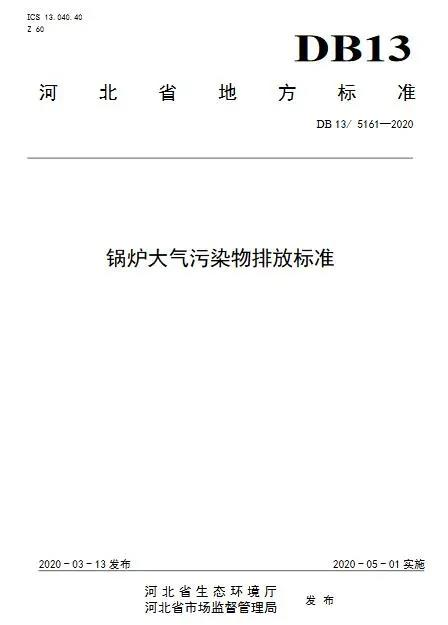 ICS 13.040.40
Z 60
DB13
河北省地方标准
DB 13/ 5161—2020
锅炉大气污染物排放标准
2020-03-13 发布
2020-05-01 实施
河北省生态环境厅
河北省市场监督管理局
发布